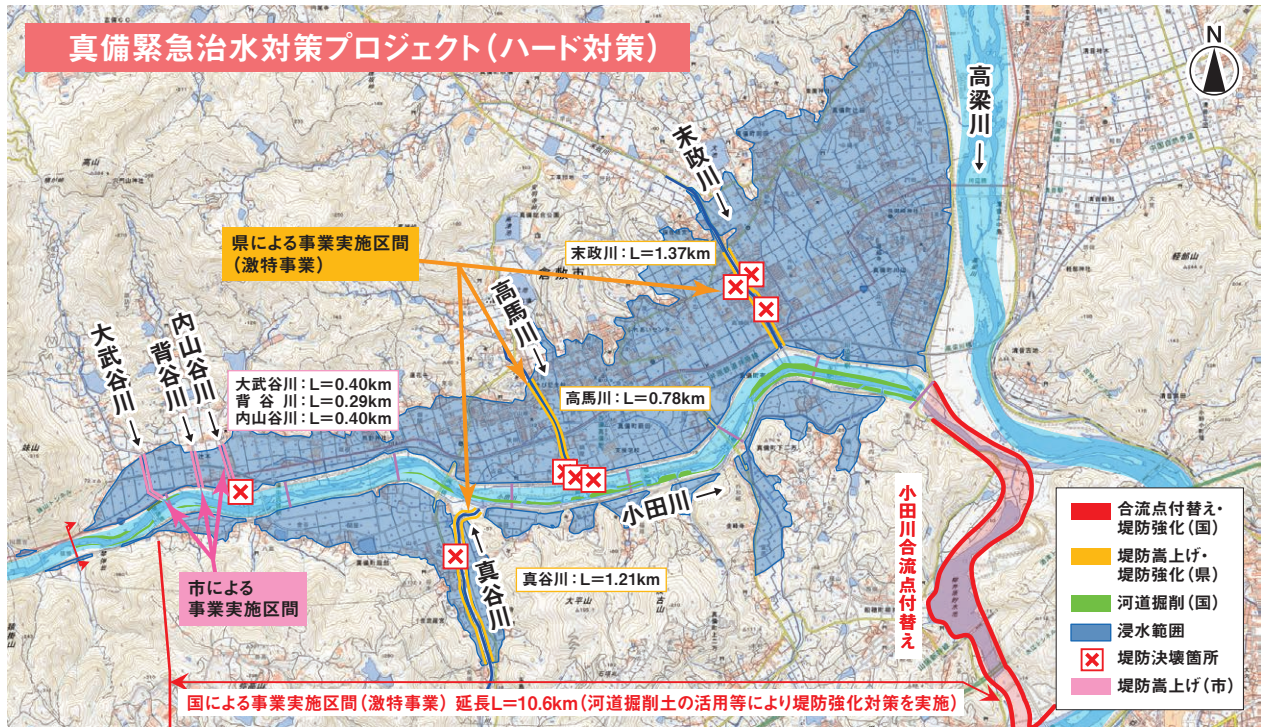 真備緊急治水対策プロジェクト(ハード対策)
N
高梁川
末政川
県による事業実施区間
(激特事業)
末政川:L=1.37km
倉敷市
高馬川
大武谷川
背谷川
内山谷川
大武谷川:L=0.40km
背 谷 川:L=0.29km
内山谷川:L=0.40km
高馬川:L=0.78km
小田川
真谷川
真谷川:L=1.21km
市による
事業実施区間
小田川合流点付替え
合流点付替え・
堤防強化(国)
堤防嵩上げ・
堤防強化(県)
河道掘削(国)
浸水範囲
堤防決壊箇所
堤防嵩上げ(市)
国による事業実施区間(激特事業) 延長L=10.6km(河道掘削土の活用等により堤防強化対策を実施)